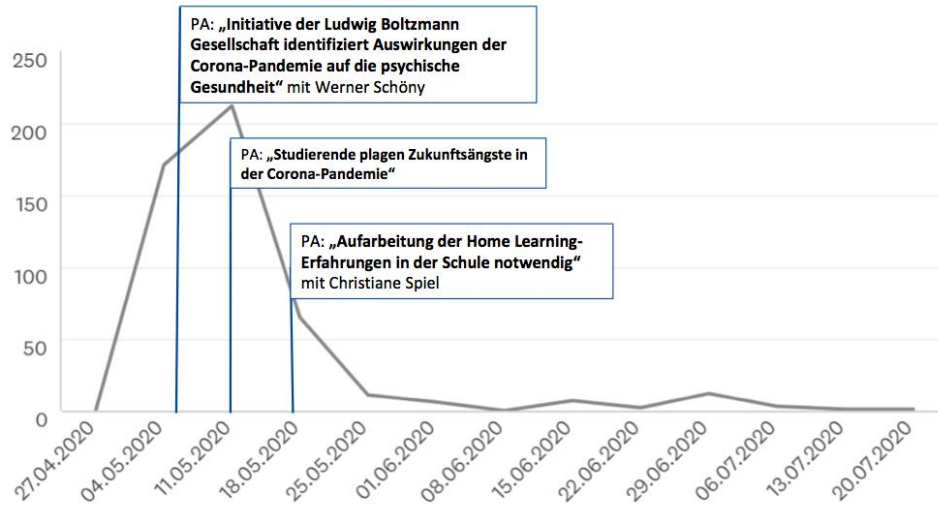 PA: „Initiative der Ludwig Boltzmann
Gesellschaft identifiziert Auswirkungen der
Corona-Pandemie auf die psychische
Gesundheit“ mit Werner Schöny
PA: „Studierende plagen Zukunftsängste in
der Corona-Pandemie“
PA: „Aufarbeitung der Home Learning-
Erfahrungen in der Schule notwendig“
mit Christiane Spiel
250
200
150
100
50
0
27.04.2020
04.05.2020
11.05.2020
18.05.2020
25.05.2020
01.06.2020
08.06.2020
15.06.2020
22.06.2020
29.06.2020
06.07.2020
13.07.2020
20.07.2020